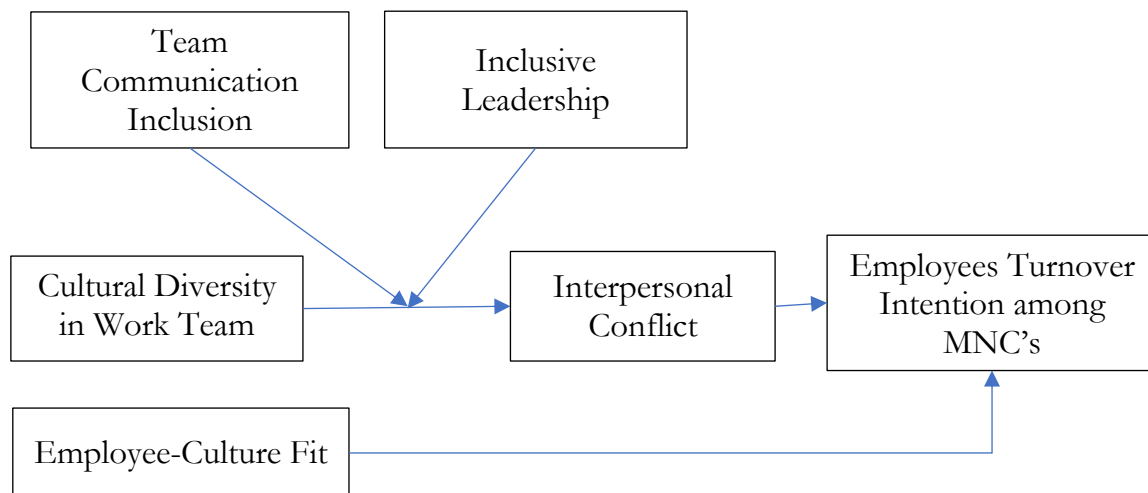 Team
Communication
Inclusion
Inclusive
Leadership
Cultural Diversity
in Work Team
Interpersonal
Conflict
Employees Turnover
Intention among
MNC’s
Employee-Culture Fit